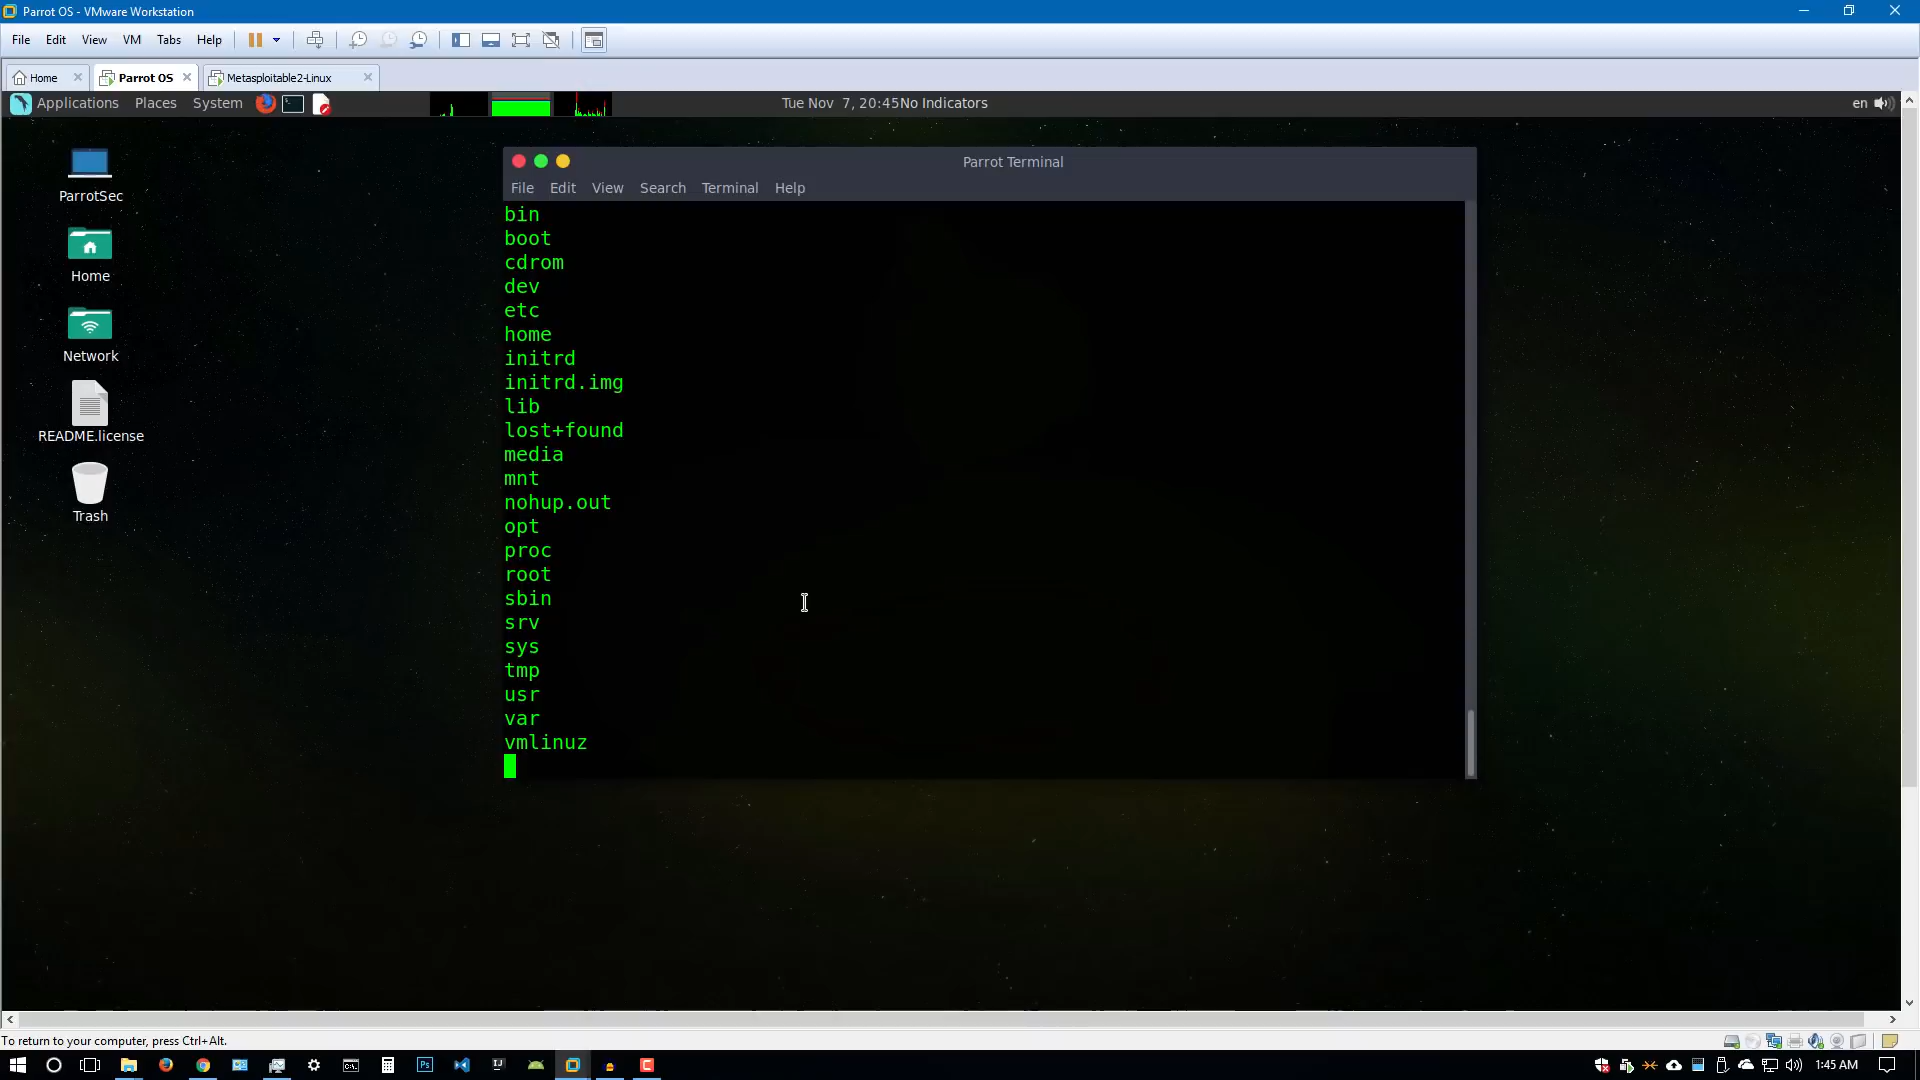 Parrot OS - VMware Workstation
File Edit View VM Tabs Help
Home Parrot OS Metasploitable2-Linux
Applications Places System Tue Nov 7, 20:45No Indicators en
Parrot Terminal
File Edit View Search Terminal Help
bin
boot
cdrom
dev
etc
home
initrd
initrd.img
lib
lost+found
media
mnt
nohup.out
opt
proc
root
sbin
srv
sys
tmp
usr
var
vmlinuz
ParrotSec
Home
Network
README.license
Trash
To return to your computer, press Ctrl+Alt.
Ps
1:45 AM